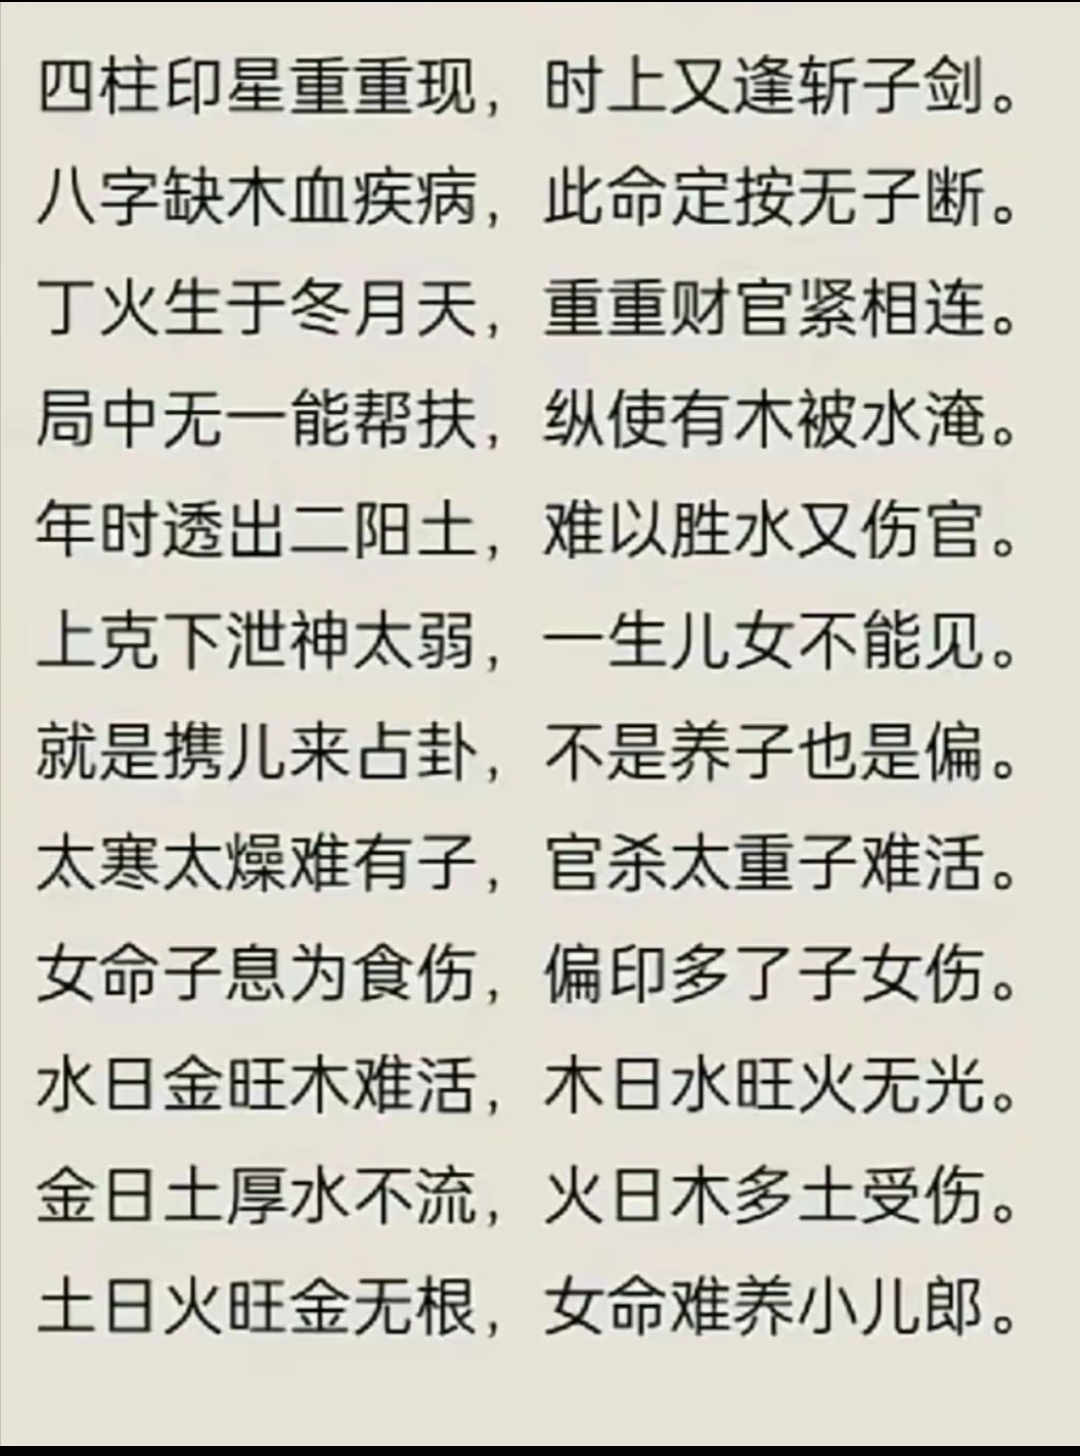 四柱印星重重现，时上又逢斩子剑。
八字缺木血疾病，此命定按无子断。
丁火生于冬月天，重重财官紧相连。
局中无一能帮扶，纵使有木被水淹。
年时透出二阳土，难以胜水又伤官。
上克下泄神太弱，一生儿女不能见。
就是携儿来占卦，不是养子也是偏。
太寒太燥难有子，官杀太重子难活。
女命子息为食伤，偏印多了子女伤。
水日金旺木难活，木日水旺火无光。
金日土厚水不流，火日木多土受伤。
土日火旺金无根，女命难养小儿郎。